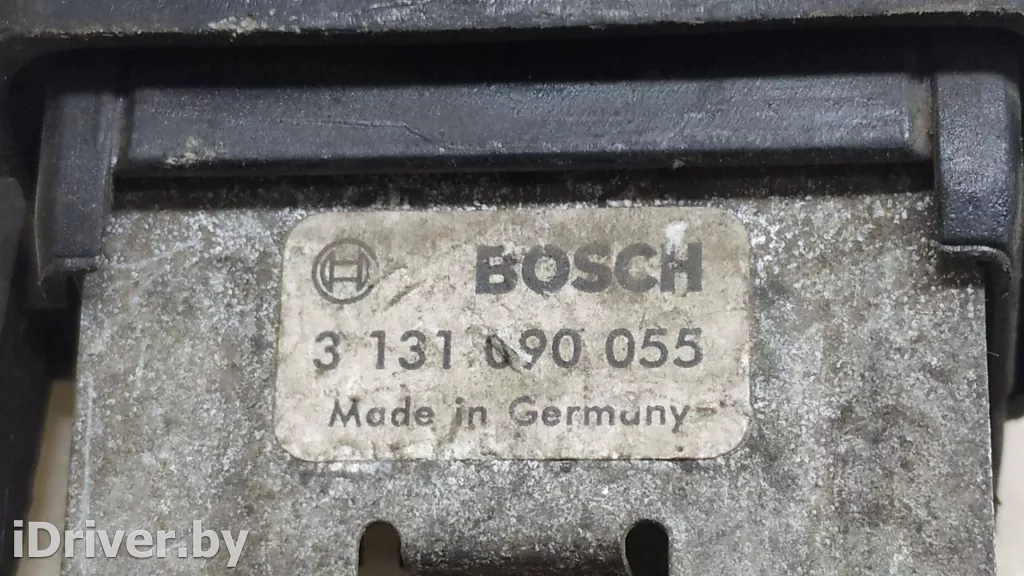 BOSCH
3 131 090 055
Made in Germany
iDriver.by